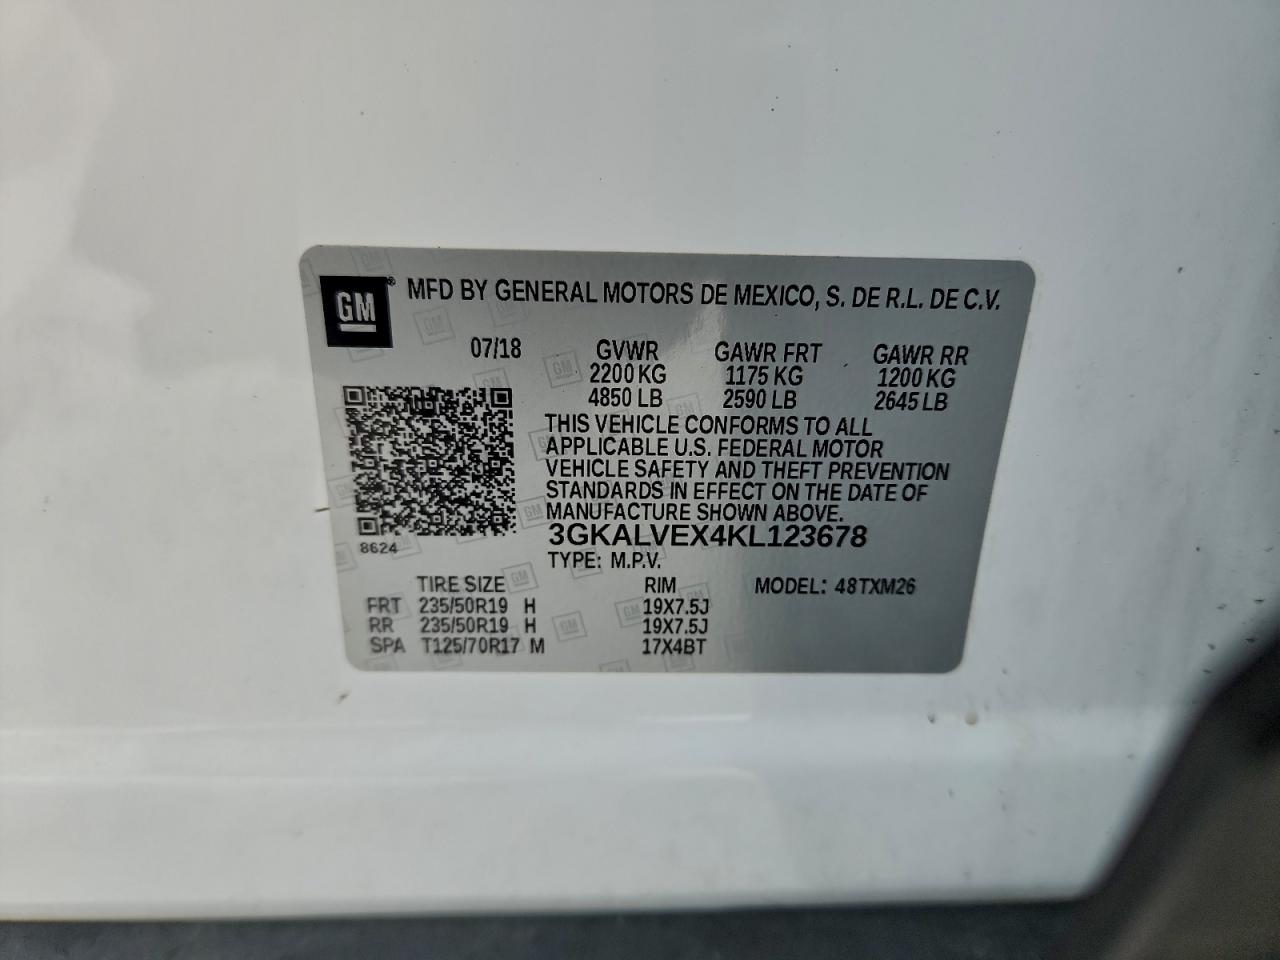 GM
MFD BY GENERAL MOTORS DE MEXICO, S. DE R.L. DE C.V.
07/18 GVWR GAWR FRT GAWR RR
2200 KG 1175 KG 1200 KG
4850 LB 2590 LB 2645 LB
THIS VEHICLE CONFORMS TO ALL
APPLICABLE U.S. FEDERAL MOTOR
VEHICLE SAFETY AND THEFT PREVENTION
STANDARDS IN EFFECT ON THE DATE OF
MANUFACTURE SHOWN ABOVE.
3GKALVEX4KL123678
8624
TYPE: M.P.V.
TIRE SIZE RIM MODEL: 48TXM26
FRT 235/50R19 H 19X7.5J
RR 235/50R19 H 19X7.5J
SPA T125/70R17 M 17X4BT